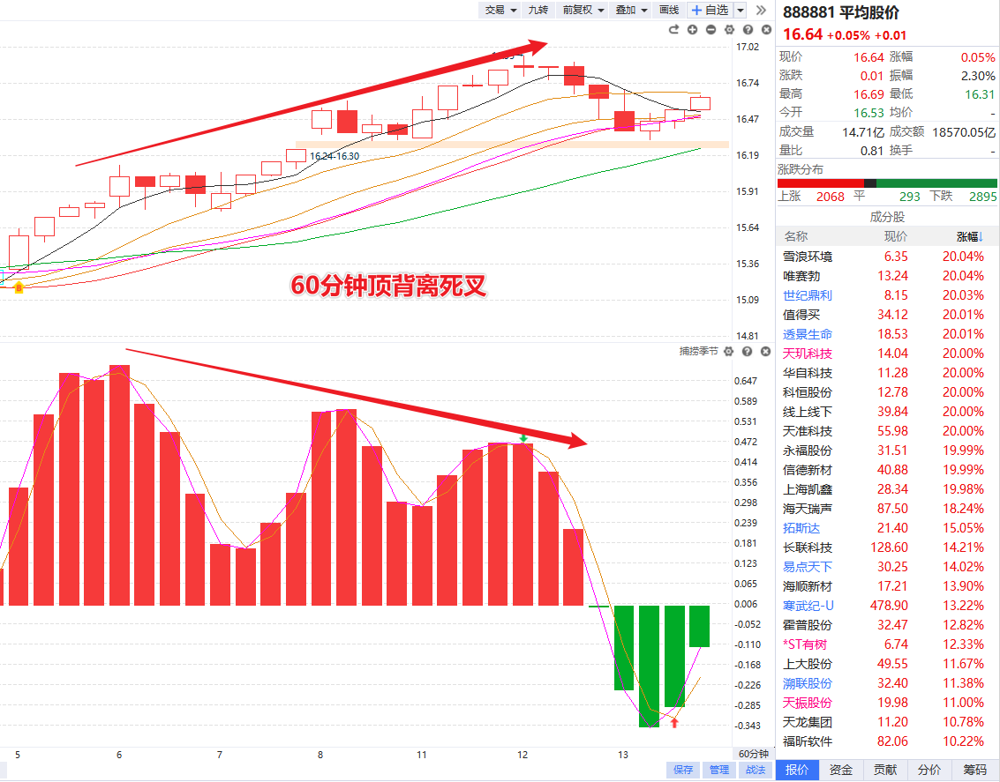 交易 九转 前复权 叠加 画线 自选
888881 平均股价
16.64 +0.05% +0.01
现价 16.64 涨幅 0.05%
涨跌 0.01 振幅 2.30%
最高 16.69 最低 16.31
今开 16.53 均价 -
成交量 14.71亿 成交额 18570.05亿
量比 0.81 换手 -
涨跌分布
上涨 2068 平 293 下跌 2895
成分股
名称 现价 涨幅↓
雪浪环境 6.35 20.04%
唯赛勃 13.24 20.04%
世纪鼎利 8.15 20.03%
值得买 34.12 20.01%
透景生命 18.53 20.01%
天玑科技 14.04 20.00%
华自科技 11.28 20.00%
科恒股份 12.78 20.00%
线上线下 39.84 20.00%
天准科技 55.98 20.00%
永福股份 31.51 19.99%
信德新材 40.88 19.99%
上海凯鑫 28.34 19.98%
海天瑞声 87.50 18.24%
拓斯达 21.40 15.05%
长联科技 128.60 14.21%
易点天下 30.25 14.02%
海顺新材 17.21 13.90%
寒武纪-U 478.90 13.22%
霍普股份 32.47 12.82%
*ST有树 6.74 12.33%
上大股份 49.55 11.67%
溯联股份 32.40 11.38%
天振股份 19.98 11.00%
天龙集团 11.20 10.78%
福昕软件 82.06 10.22%
报价 资金 贡献 分价 筹码
17.02
16.74
16.47
16.19
15.91
15.64
15.36
15.09
14.81
16.24-16.30
B
60分钟顶背离死叉
捕捞季节
0.647
0.589
0.531
0.472
0.414
0.356
0.298
0.239
0.181
0.123
0.065
0.006
-0.052
-0.110
-0.168
-0.226
-0.285
-0.343
5 6 7 8 11 12 13 60分钟
保存 管理 战法